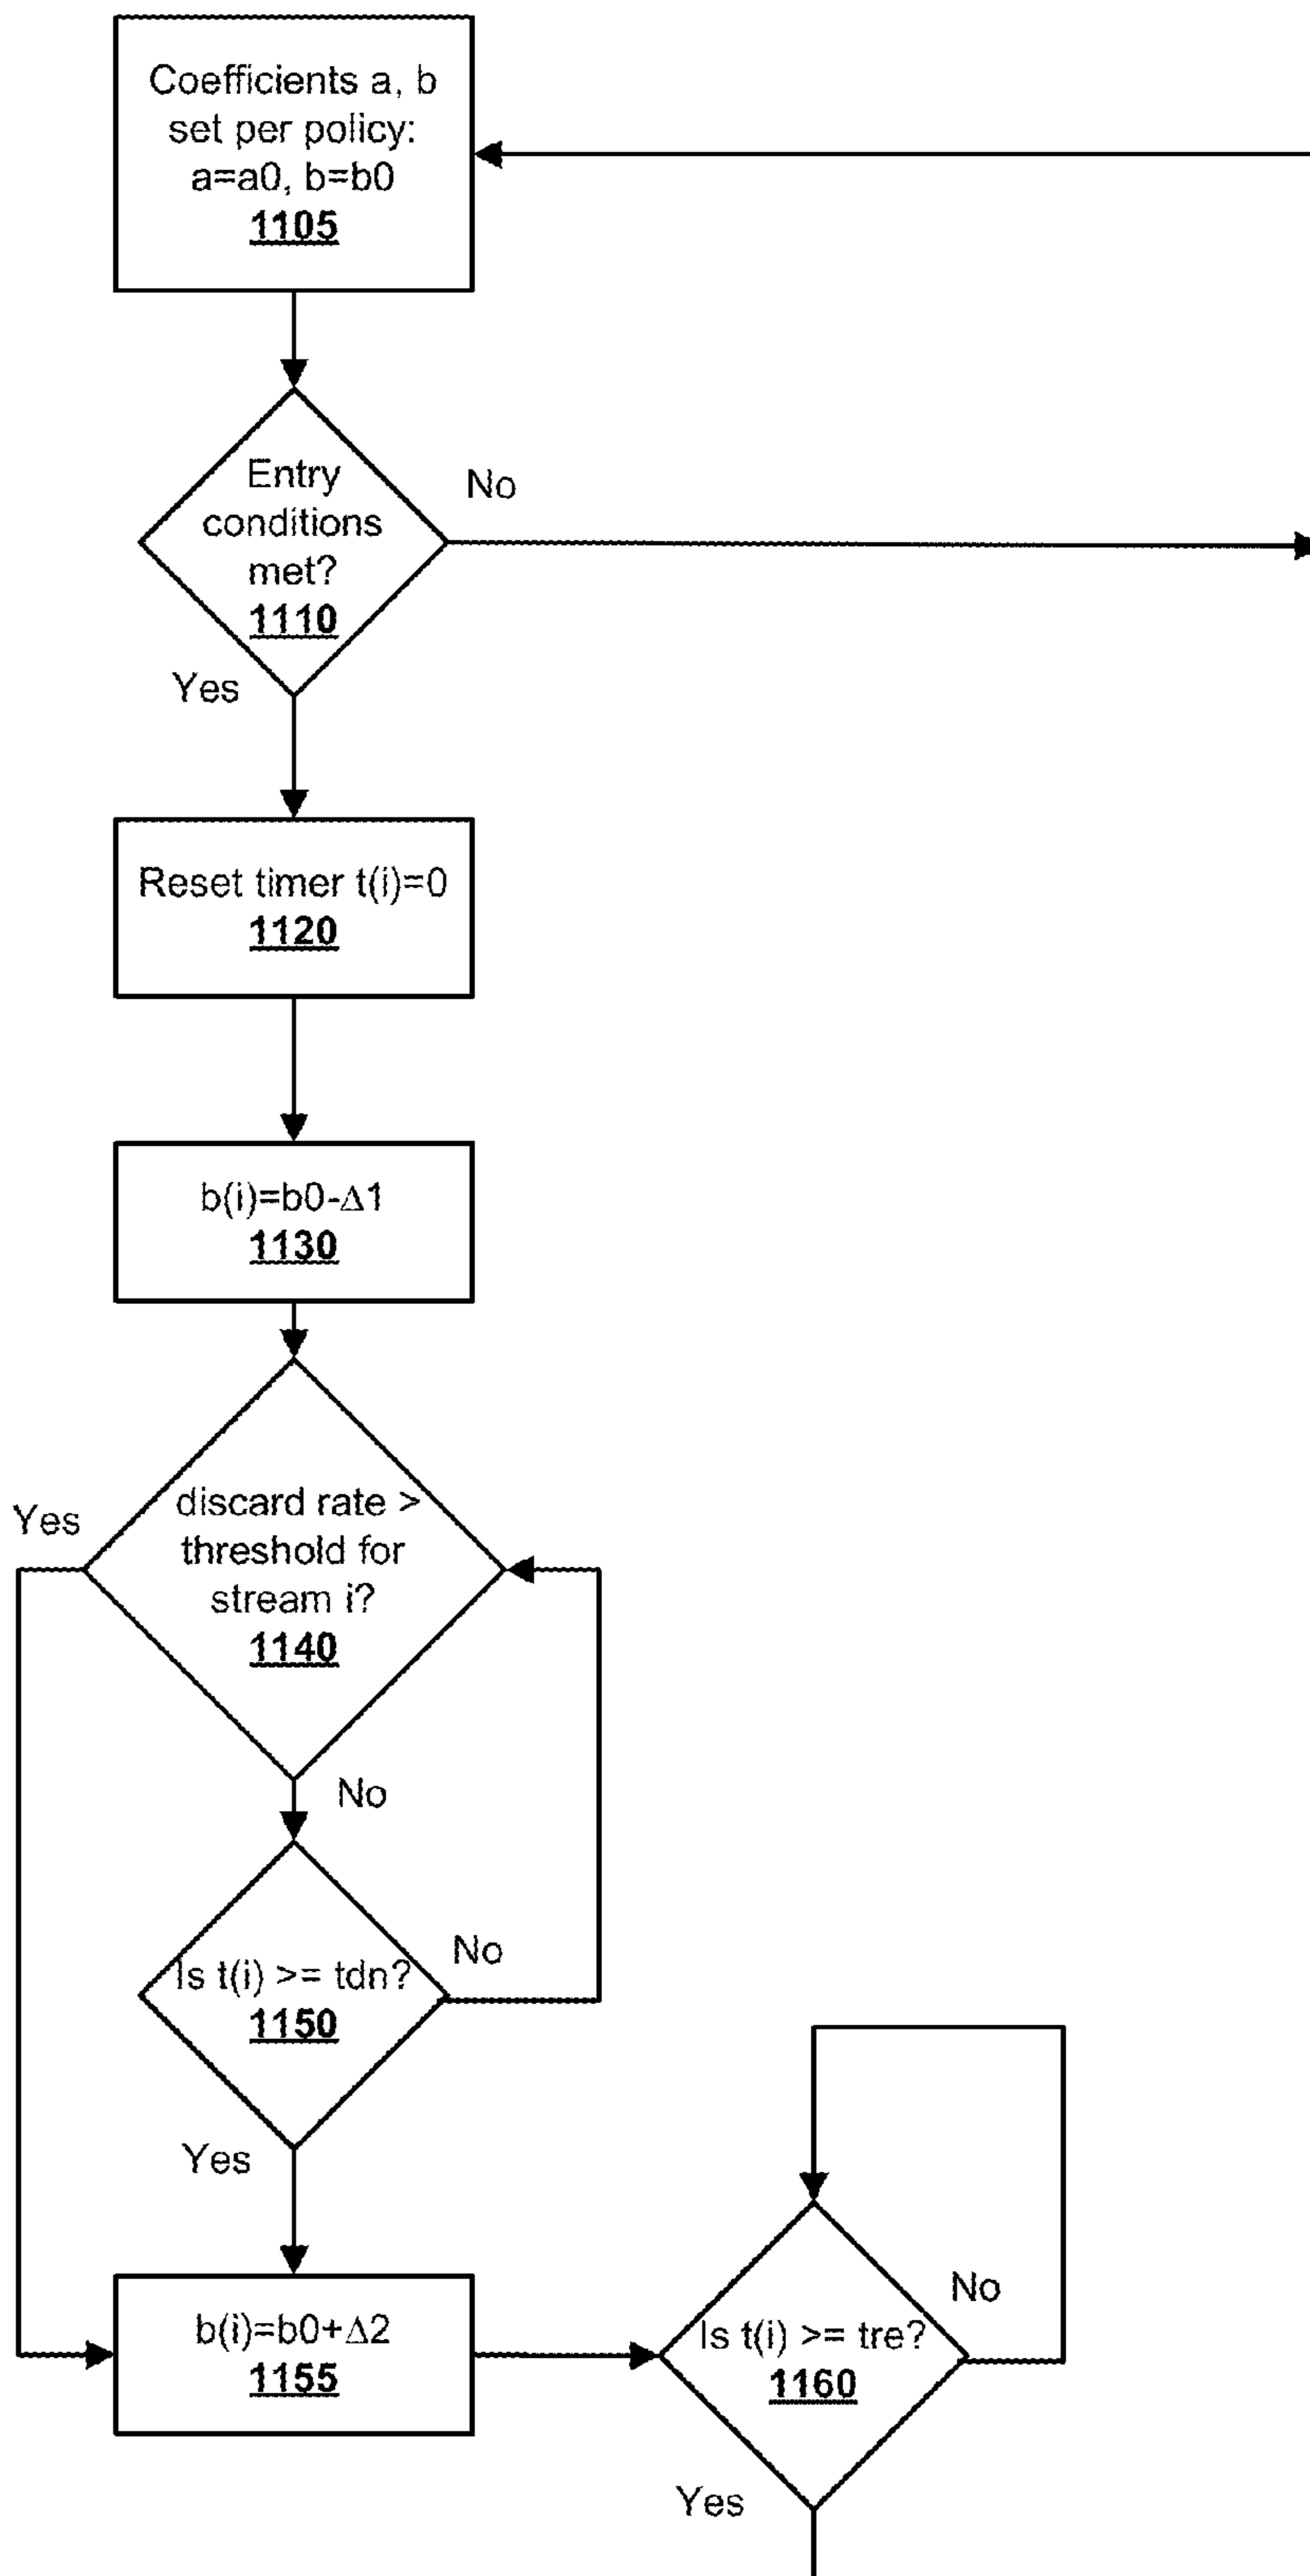 Coefficients a, b
set per policy:
a=a0, b=b0
1105
Entry
conditions
met?
1110
No
Yes
Reset timer t(i)=0
1120
b(i)=b0-Δ1
1130
discard rate >
threshold for
stream i?
1140
Yes
No
Is t(i) >= tdn?
1150
No
Yes
b(i)=b0+Δ2
1155
Is t(i) >= tre?
1160
No
Yes